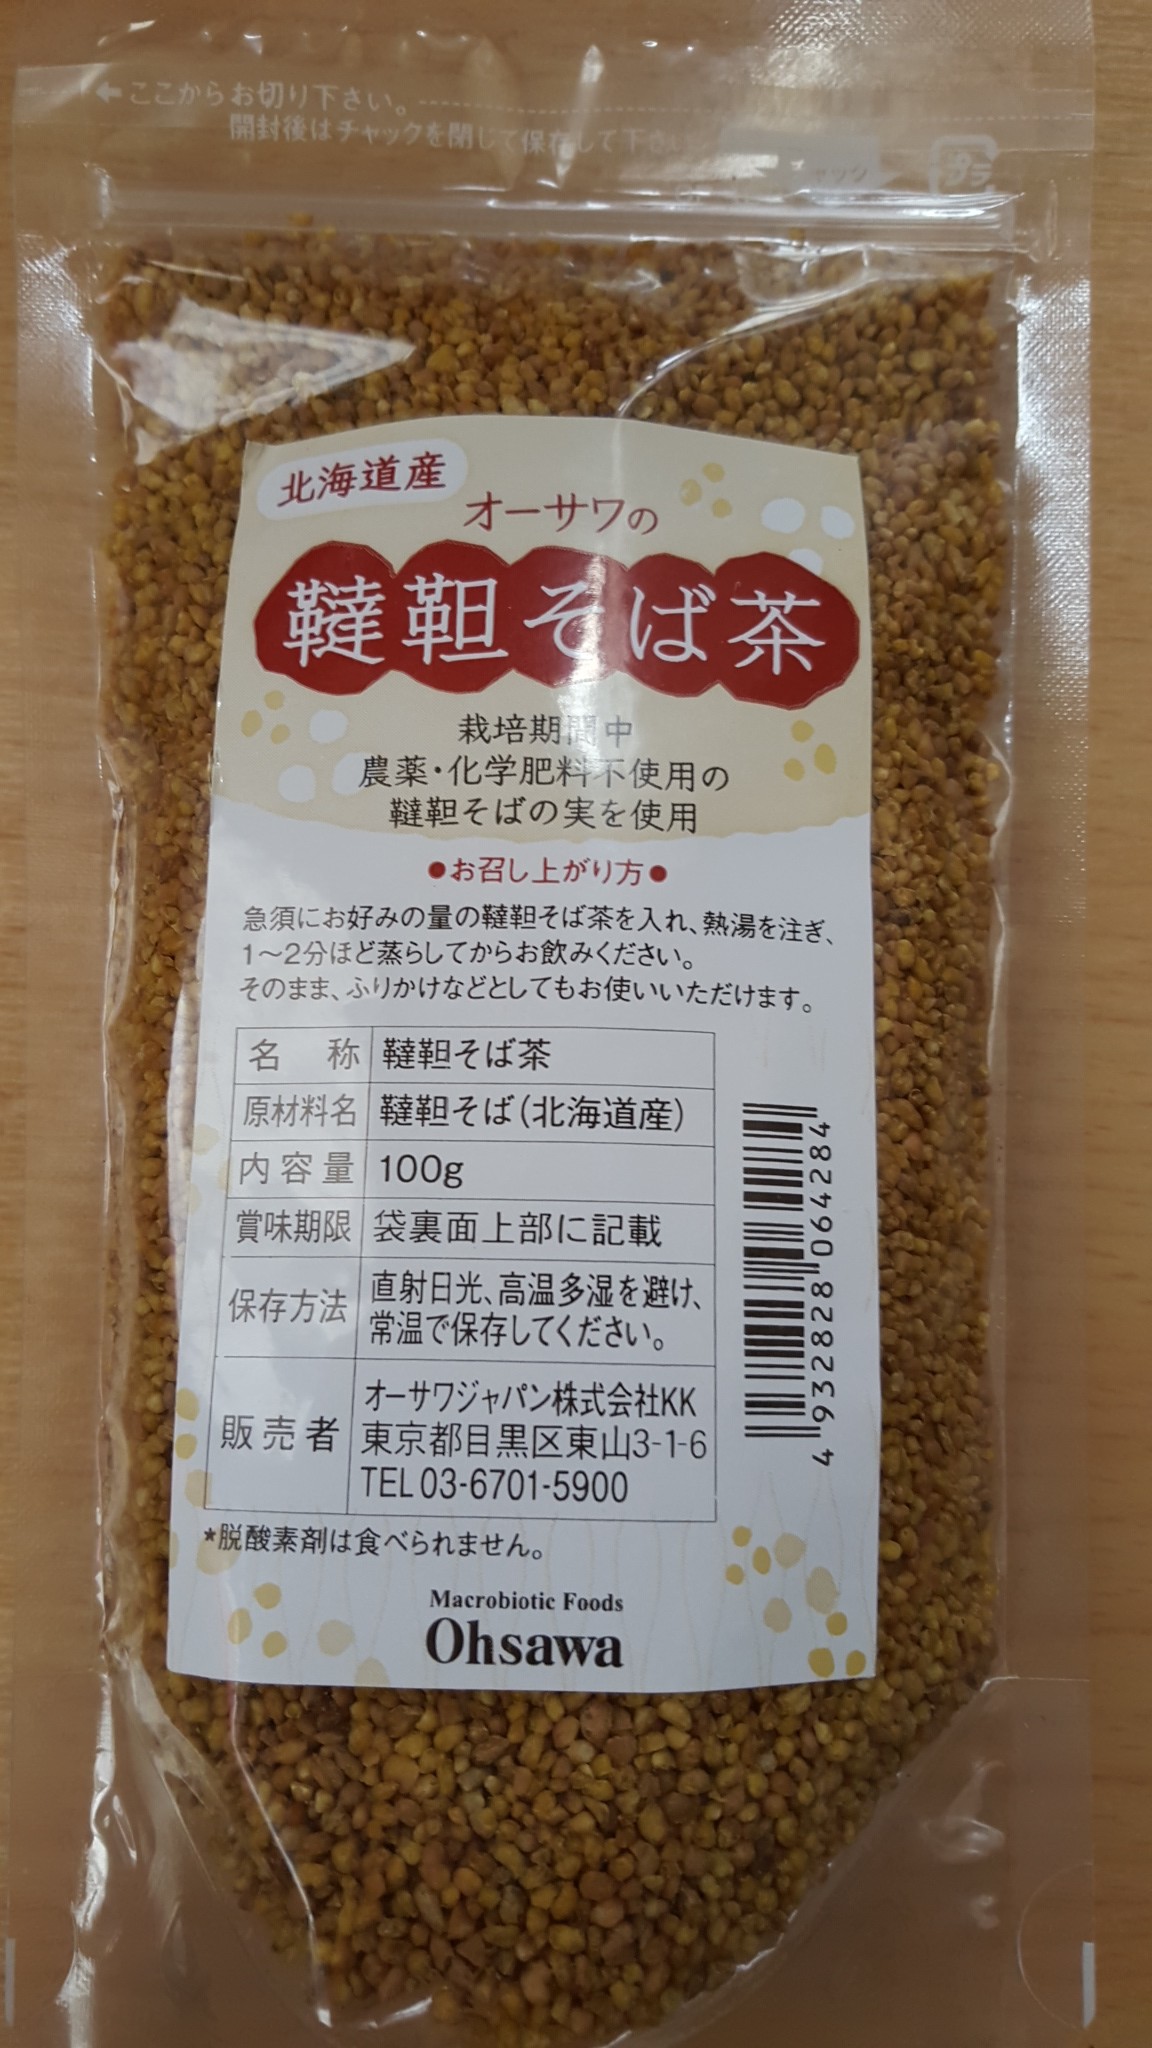 ←ここからお切り下さい。
開封後はチャックを閉じて保存して下さ
チャック
プラ
北海道産
オーサワの
韃靼そば茶
栽培期間中
農薬・化学肥料不使用の
韃靼そばの実を使用
●お召し上がり方●
急須にお好みの量の韃靼そば茶を入れ、熱湯を注ぎ、
1〜2分ほど蒸らしてからお飲みください。
そのまま、ふりかけなどとしてもお使いいただけます。
名 称 韃靼そば茶
原材料名 韃靼そば(北海道産)
内容量 100g
賞味期限 袋裏面上部に記載
保存方法 直射日光、高温多湿を避け、
常温で保存してください。
販売者 オーサワジャパン株式会社KK
東京都目黒区東山3-1-6
TEL 03-6701-5900
4932828064284
*脱酸素剤は食べられません。
Macrobiotic Foods
Ohsawa